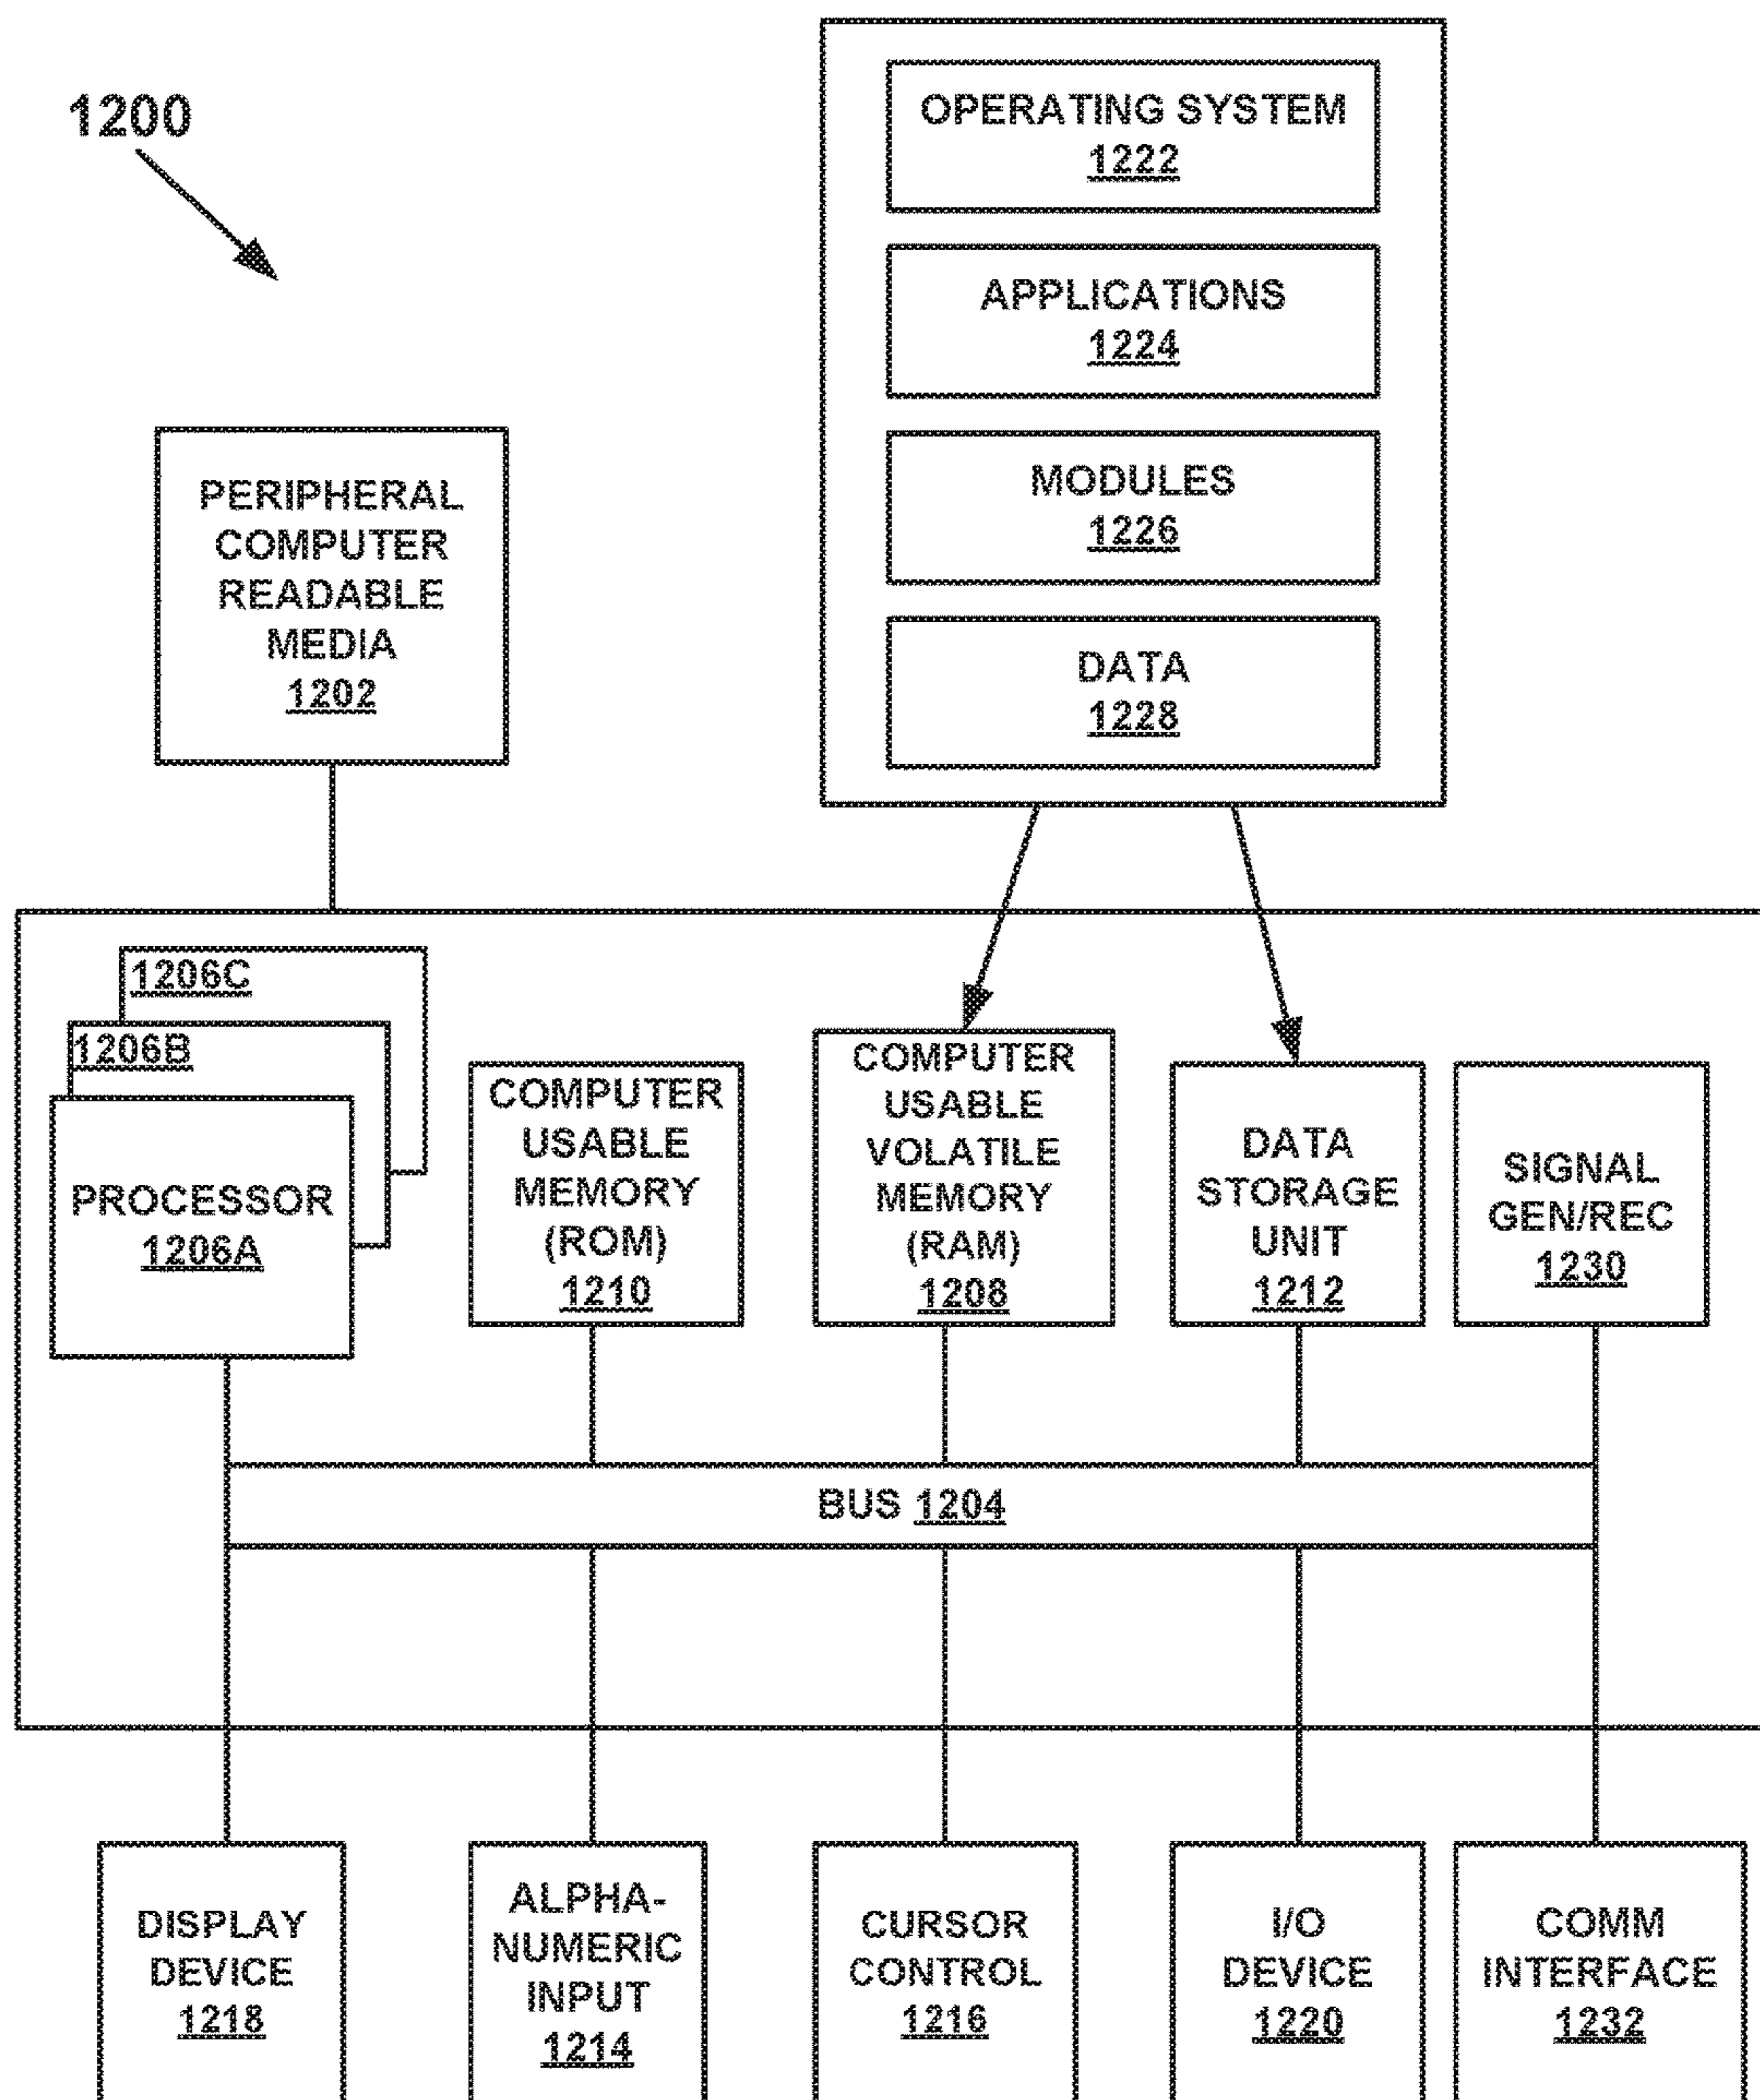 1200
OPERATING SYSTEM
1222
APPLICATIONS
1224
MODULES
1226
DATA
1228
PERIPHERAL
COMPUTER
READABLE
MEDIA
1202
1206C
1206B
PROCESSOR
1206A
COMPUTER
USABLE
MEMORY
(ROM)
1210
COMPUTER
USABLE
VOLATILE
MEMORY
(RAM)
1208
DATA
STORAGE
UNIT
1212
SIGNAL
GEN/REC
1230
BUS 1204
DISPLAY
DEVICE
1218
ALPHA-
NUMERIC
INPUT
1214
CURSOR
CONTROL
1216
I/O
DEVICE
1220
COMM
INTERFACE
1232